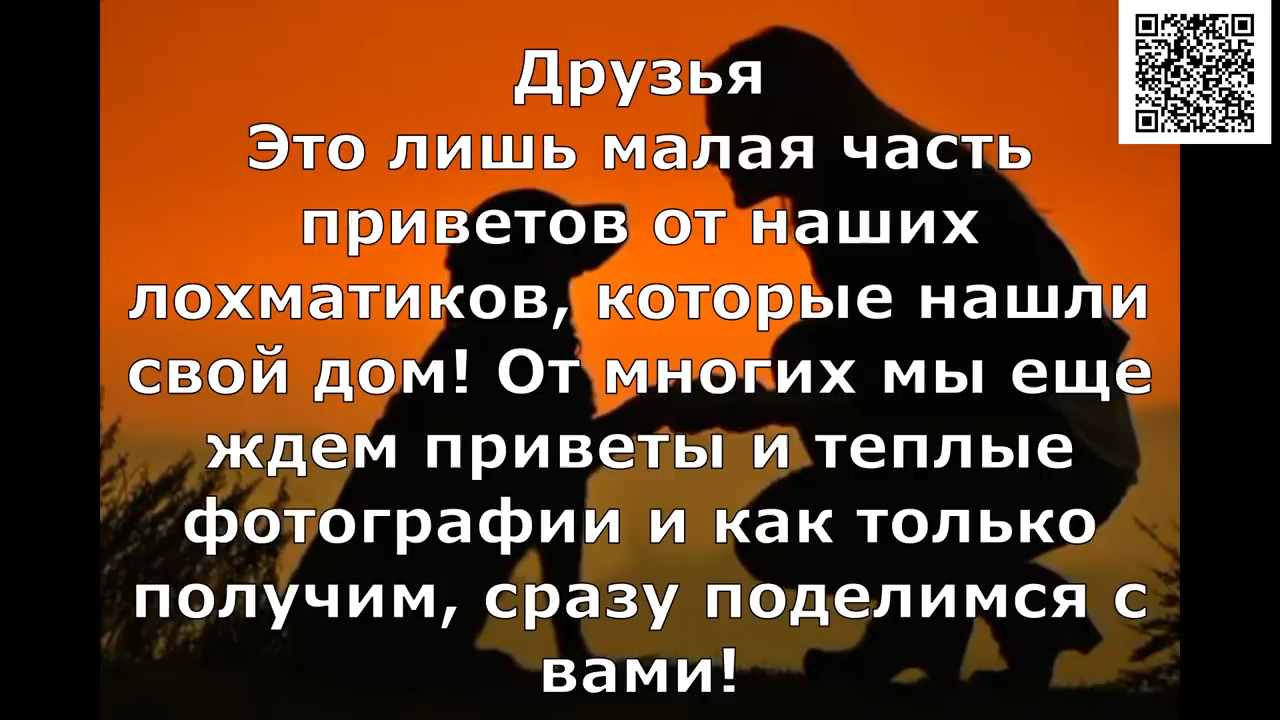 Друзья
Это лишь малая часть
приветов от наших
лохматиков, которые нашли
свой дом! От многих мы еще
ждем приветы и теплые
фотографии и как только
получим, сразу поделимся с
вами!